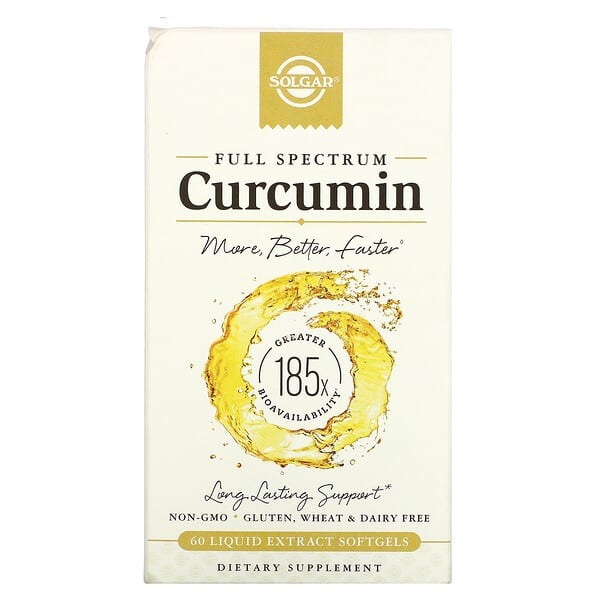 SOLGAR®
FULL SPECTRUM
Curcumin
More, Better, Faster◊
GREATER
185x
BIOAVAILABILITY◊
Long Lasting Support*
NON-GMO • GLUTEN, WHEAT & DAIRY FREE
60 LIQUID EXTRACT SOFTGELS
DIETARY SUPPLEMENT